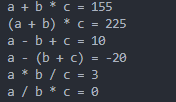 a + b * c = 155
(a + b) * c = 225
a - b + c = 10
a - (b + c) = -20
a * b / c = 3
a / b * c = 0